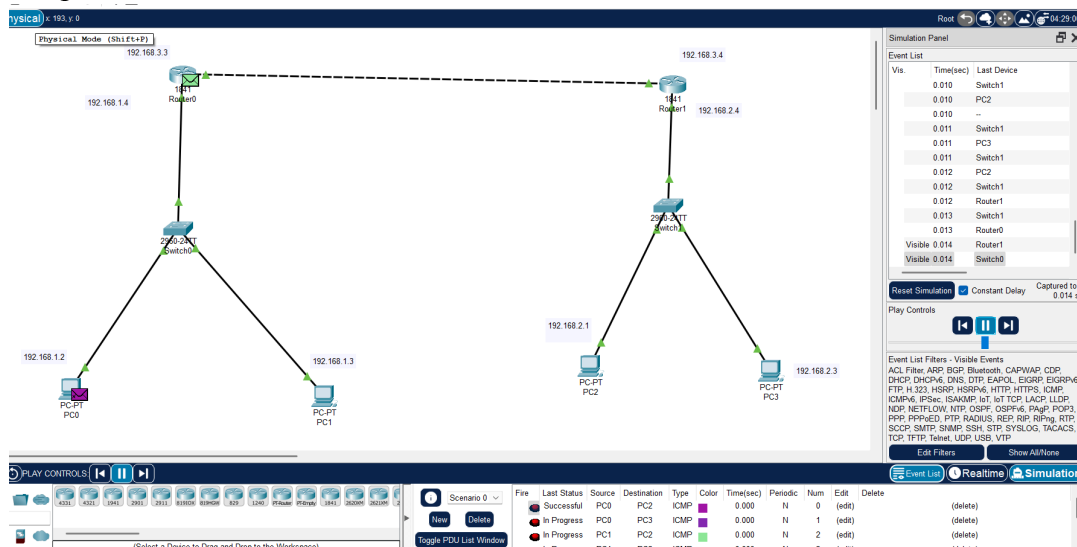 Physical x: 193, y: 0
Root
04:29:0
Physical Mode (Shift+P)
192.168.3.3
192.168.3.4
1841
Router0
1841
Router1
192.168.1.4
192.168.2.4
2960-24TT
Switch0
2960-24TT
Switch1
192.168.1.2
192.168.1.3
192.168.2.1
192.168.2.3
PC-PT
PC0
PC-PT
PC1
PC-PT
PC2
PC-PT
PC3
Simulation Panel
Event List
Vis. Time(sec) Last Device
0.010 Switch1
0.010 PC2
0.010 --
0.011 Switch1
0.011 PC3
0.011 Switch1
0.012 PC2
0.012 Switch1
0.012 Router1
0.013 Switch1
0.013 Router0
Visible 0.014 Router1
Visible 0.014 Switch0
Reset Simulation Constant Delay Captured to
0.014 s
Play Controls
Event List Filters - Visible Events
ACL Filter, ARP, BGP, Bluetooth, CAPWAP, CDP,
DHCP, DHCPv6, DNS, DTP, EAPOL, EIGRP, EIGRPv6
FTP, H.323, HSRP, HSRPv6, HTTP, HTTPS, ICMP,
ICMPv6, IPSec, ISAKMP, IoT, IoT TCP, LACP, LLDP,
NDP, NETFLOW, NTP, OSPF, OSPFv6, PAgP, POP3,
PPP, PPPoED, PTP, RADIUS, REP, RIP, RIPng, RTP,
SCCP, SMTP, SNMP, SSH, STP, SYSLOG, TACACS,
TCP, TFTP, Telnet, UDP, USB, VTP
Edit Filters Show All/None
PLAY CONTROLS:
Event List Realtime Simulation
4331 4321 1941 2901 2911 819IOX 819HGW 829 1240 PT-Router PT-Empty 1841 2620XM 2621XM
(Select a Device to Drag and Drop to the Workspace)
Scenario 0
New Delete
Toggle PDU List Window
Fire Last Status Source Destination Type Color Time(sec) Periodic Num Edit Delete
Successful PC0 PC2 ICMP 0.000 N 0 (edit) (delete)
In Progress PC0 PC3 ICMP 0.000 N 1 (edit) (delete)
In Progress PC1 PC2 ICMP 0.000 N 2 (edit) (delete)